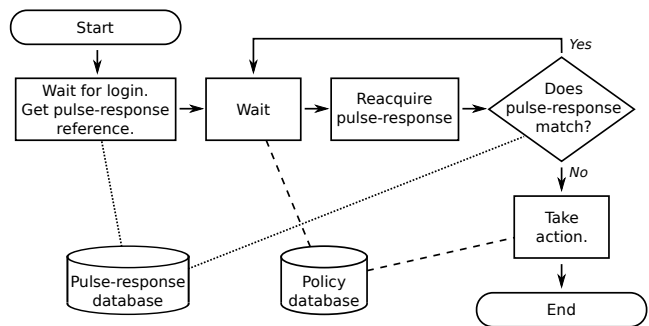 Start
Yes
Wait for login.
Get pulse-response
reference.
Wait
Reacquire
pulse-response
Does
pulse-response
match?
No
Take
action.
Pulse-response
database
Policy
database
End